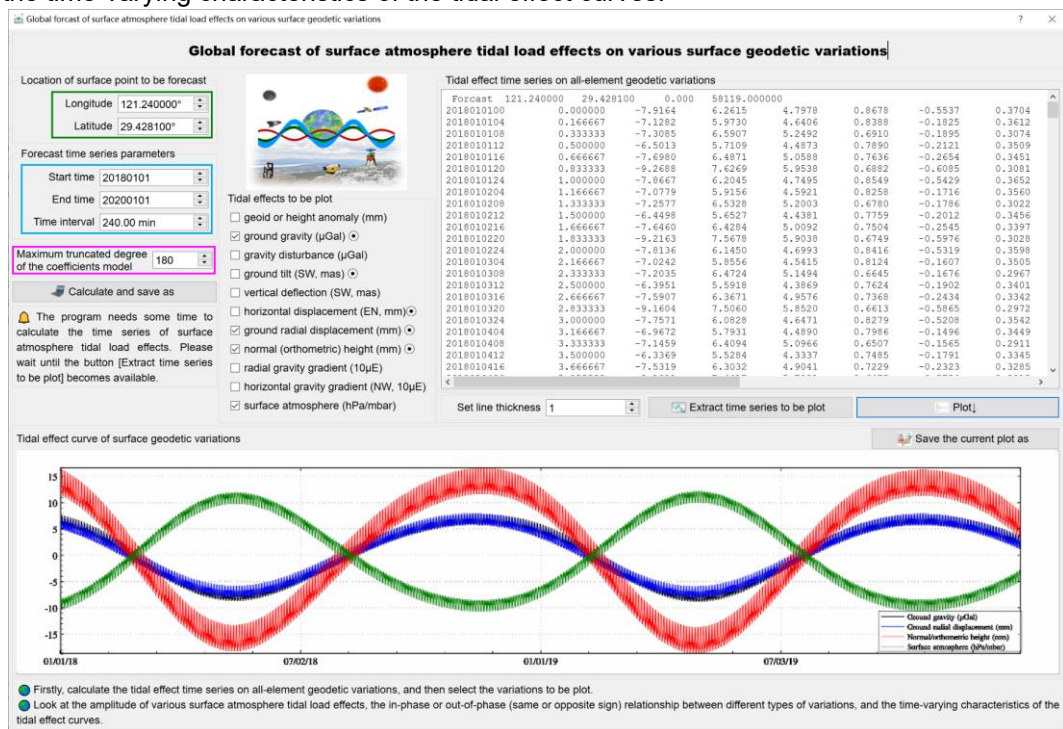 the time-varying characteristics of the tidal effect curves.
Global forcast of surface atmosphere tidal load effects on various surface geodetic variations
Global forecast of surface atmosphere tidal load effects on various surface geodetic variations
Location of surface point to be forecast
Longitude 121.240000°
Latitude 29.428100°
Forecast time series parameters
Start time 20180101
End time 20200101
Time interval 240.00 min
Maximum truncated degree
of the coefficients model 180
Calculate and save as
The program needs some time to
calculate the time series of surface
atmosphere tidal load effects. Please
wait until the button [Extract time series
to be plot] becomes available.
Tidal effects to be plot
geoid or height anomaly (mm)
ground gravity (μGal)
gravity disturbance (μGal)
ground tilt (SW, mas)
vertical deflection (SW, mas)
horizontal displacement (EN, mm)
ground radial displacement (mm)
normal (orthometric) height (mm)
radial gravity gradient (10μE)
horizontal gravity gradient (NW, 10μE)
surface atmosphere (hPa/mbar)
Tidal effect time series on all-element geodetic variations
Forcast 121.240000 29.428100 0.000 58119.000000
2018010100 0.000000 -7.9164 6.2615 4.7978 0.8678 -0.5537 0.3704
2018010104 0.166667 -7.1282 5.9730 4.6406 0.8388 -0.1825 0.3612
2018010108 0.333333 -7.3085 6.5907 5.2492 0.6910 -0.1895 0.3074
2018010112 0.500000 -6.5013 5.7109 4.4873 0.7890 -0.2121 0.3509
2018010116 0.666667 -7.6980 6.4871 5.0588 0.7636 -0.2654 0.3451
2018010120 0.833333 -9.2688 7.6269 5.9538 0.6882 -0.6085 0.3081
2018010124 1.000000 -7.8667 6.2045 4.7495 0.8549 -0.5429 0.3652
2018010204 1.166667 -7.0779 5.9156 4.5921 0.8258 -0.1716 0.3560
2018010208 1.333333 -7.2577 6.5328 5.2003 0.6780 -0.1786 0.3022
2018010212 1.500000 -6.4498 5.6527 4.4381 0.7759 -0.2012 0.3456
2018010216 1.666667 -7.6460 6.4284 5.0092 0.7504 -0.2545 0.3397
2018010220 1.833333 -9.2163 7.5678 5.9038 0.6749 -0.5976 0.3028
2018010224 2.000000 -7.8136 6.1450 4.6993 0.8416 -0.5319 0.3598
2018010304 2.166667 -7.0242 5.8556 4.5415 0.8124 -0.1607 0.3505
2018010308 2.333333 -7.2035 6.4724 5.1494 0.6645 -0.1676 0.2967
2018010312 2.500000 -6.3951 5.5918 4.3869 0.7624 -0.1902 0.3401
2018010316 2.666667 -7.5907 6.3671 4.9576 0.7368 -0.2434 0.3342
2018010320 2.833333 -9.1604 7.5060 5.8520 0.6613 -0.5865 0.2972
2018010324 3.000000 -7.7571 6.0828 4.6471 0.8279 -0.5208 0.3542
2018010404 3.166667 -6.9672 5.7931 4.4890 0.7986 -0.1496 0.3449
2018010408 3.333333 -7.1459 6.4094 5.0966 0.6507 -0.1565 0.2911
2018010412 3.500000 -6.3369 5.5284 4.3337 0.7485 -0.1791 0.3345
2018010416 3.666667 -7.5319 6.3032 4.9041 0.7229 -0.2323 0.3285
Set line thickness 1
Extract time series to be plot
Plot↓
Tidal effect curve of surface geodetic variations
Save the current plot as
15
10
5
0
-5
-10
-15
01/01/18 07/02/18 01/01/19 07/03/19
Ground gravity (μGal)
Ground radial displacement (mm)
Normal/orthometric height (mm)
Surface atmosphere (hPa/mbar)
Firstly, calculate the tidal effect time series on all-element geodetic variations, and then select the variations to be plot.
Look at the amplitude of various surface atmosphere tidal load effects, the in-phase or out-of-phase (same or opposite sign) relationship between different types of variations, and the time-varying characteristics of the
tidal effect curves.